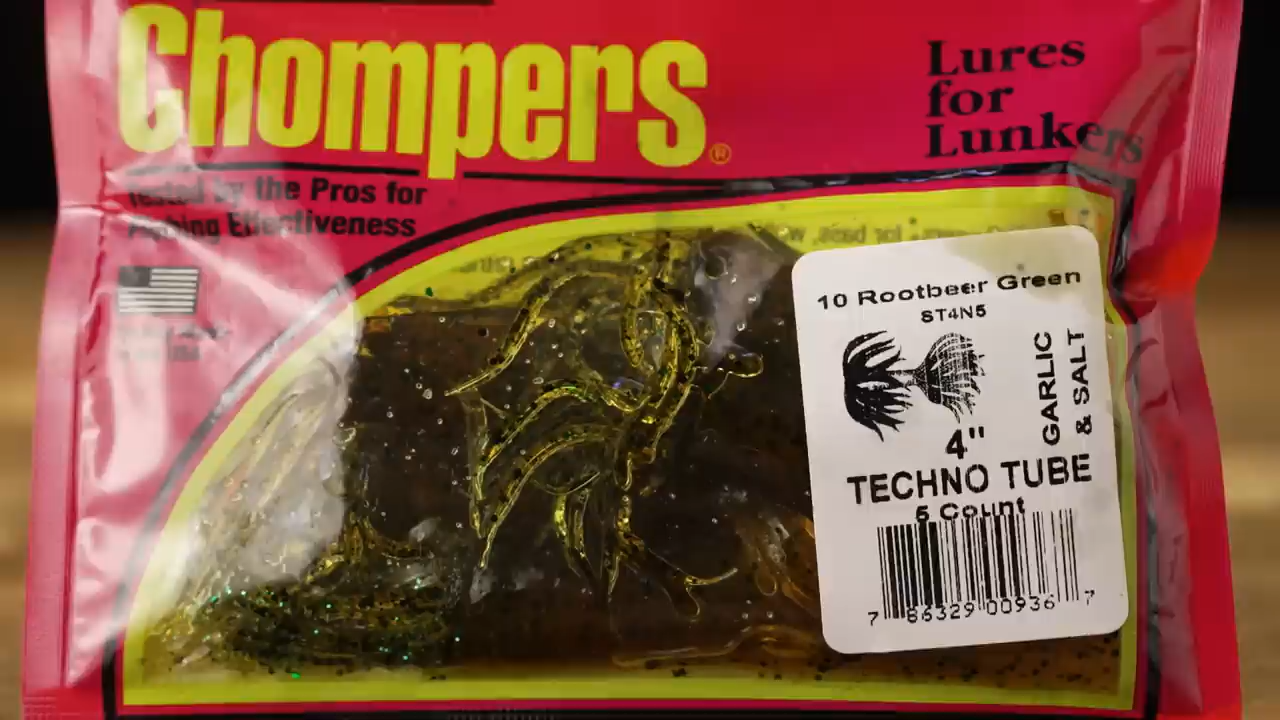 Chompers®
Lures
for
Lunkers
Tested by the Pros for
Fishing Effectiveness
10 Rootbeer Green
ST4N5
GARLIC
& SALT
4"
TECHNO TUBE
5 Count
7 86329 00936 7